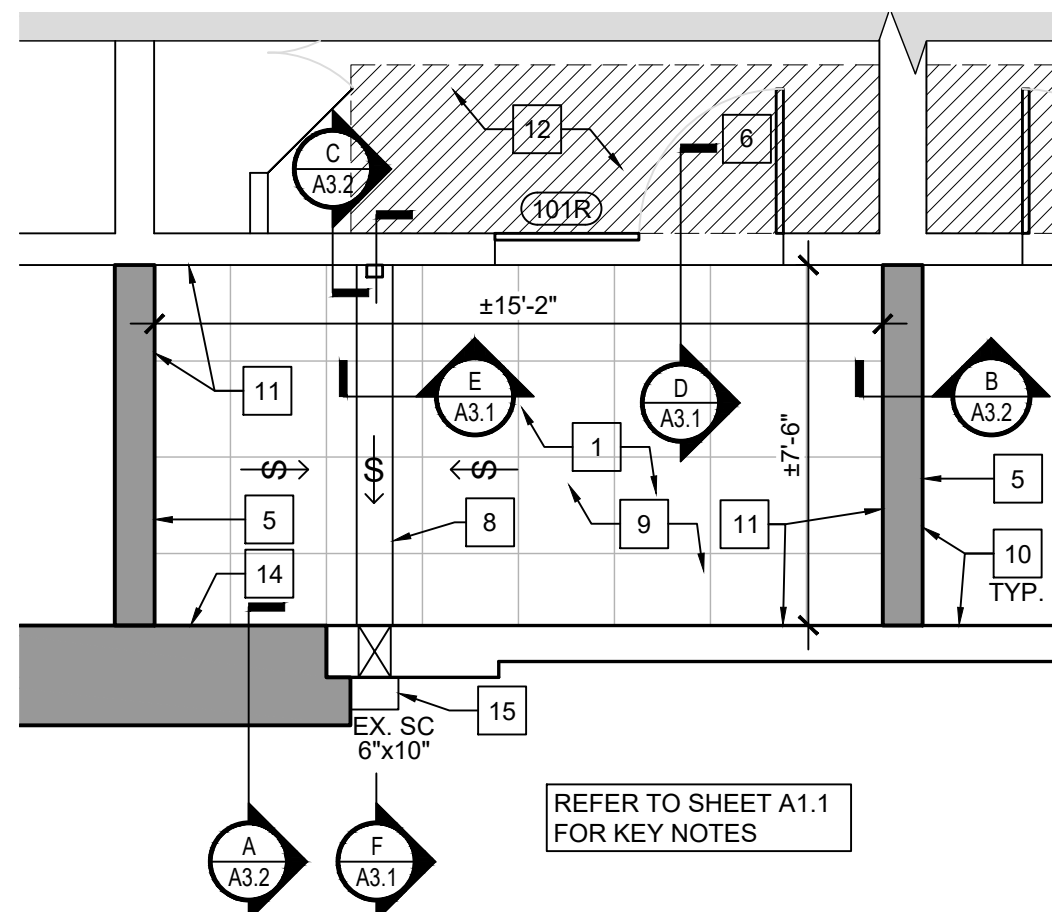 12
6
C
A3.2
101R
±15'-2"
11
E
A3.1
D
A3.1
B
A3.2
1
±7'-6"
S
S
S
5
8
9
11
5
14
10
TYP.
15
EX. SC
6"x10"
REFER TO SHEET A1.1
FOR KEY NOTES
A
A3.2
F
A3.1